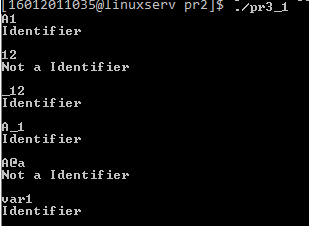 [16012011035@linuxserv pr2]$ ./pr3_1
A1
Identifier
12
Not a Identifier
_12
Identifier
A_1
Identifier
A@a
Not a Identifier
var1
Identifier